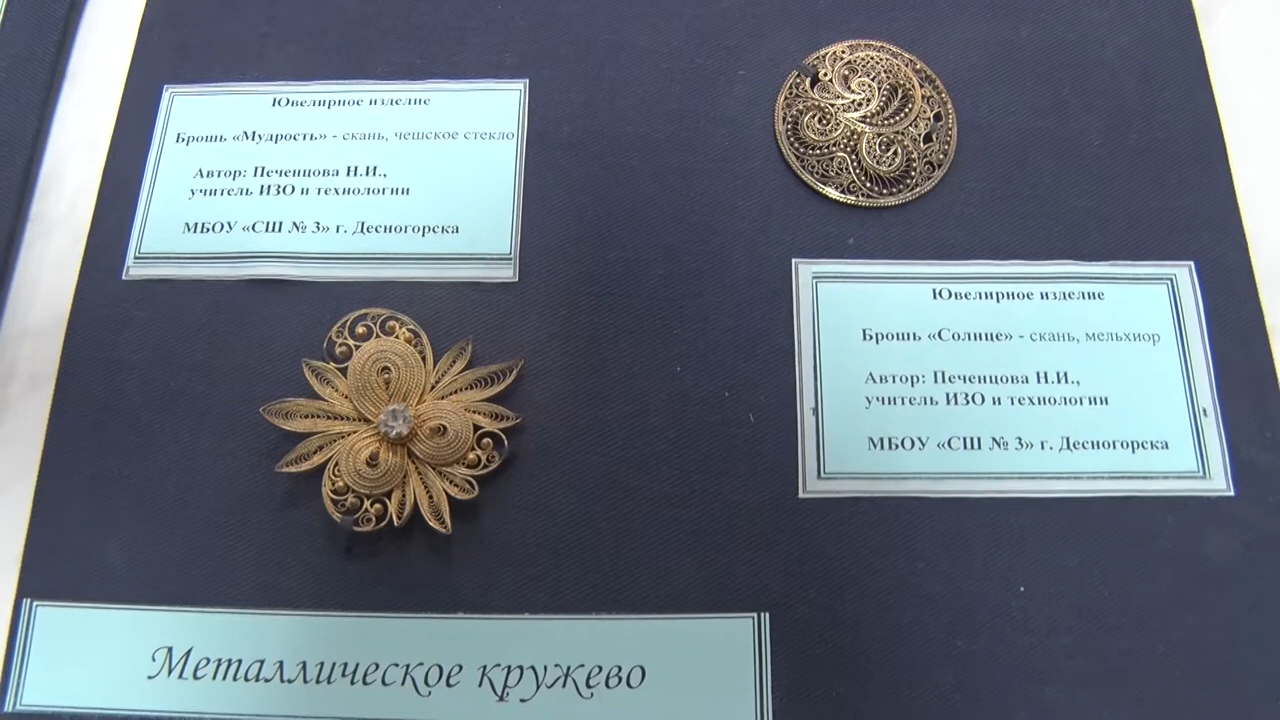 Ювелирное изделие
Брошь «Мудрость» - скань, чешское стекло
Автор: Печенцова Н.И.,
учитель ИЗО и технологии
МБОУ «СШ № 3» г. Десногорска
Ювелирное изделие
Брошь «Солнце» - скань, мельхиор
Автор: Печенцова Н.И.,
учитель ИЗО и технологии
МБОУ «СШ № 3» г. Десногорска
Металлическое кружево